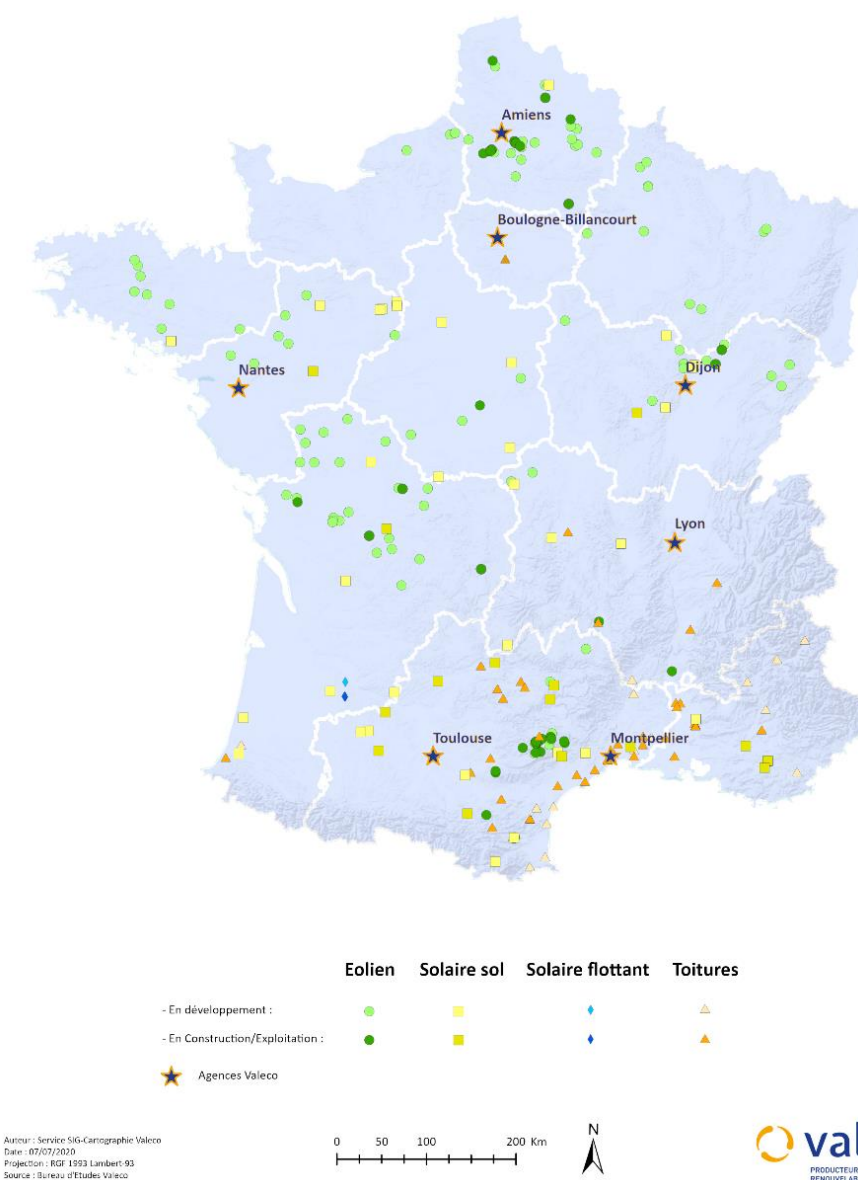 Amiens
Boulogne-Billancourt
Nantes
Dijon
Lyon
Toulouse
Montpellier
Eolien Solaire sol Solaire flottant Toitures
- En développement :
- En Construction/Exploitation :
Agences Valeco
Auteur : Service SIG-Cartographie Valeco
Date : 07/07/2020
Projection : RGF 1993 Lambert-93
Source : Bureau d'Etudes Valeco
0 50 100 200 Km
N
val
PRODUCTEUR
RENOUVELAB